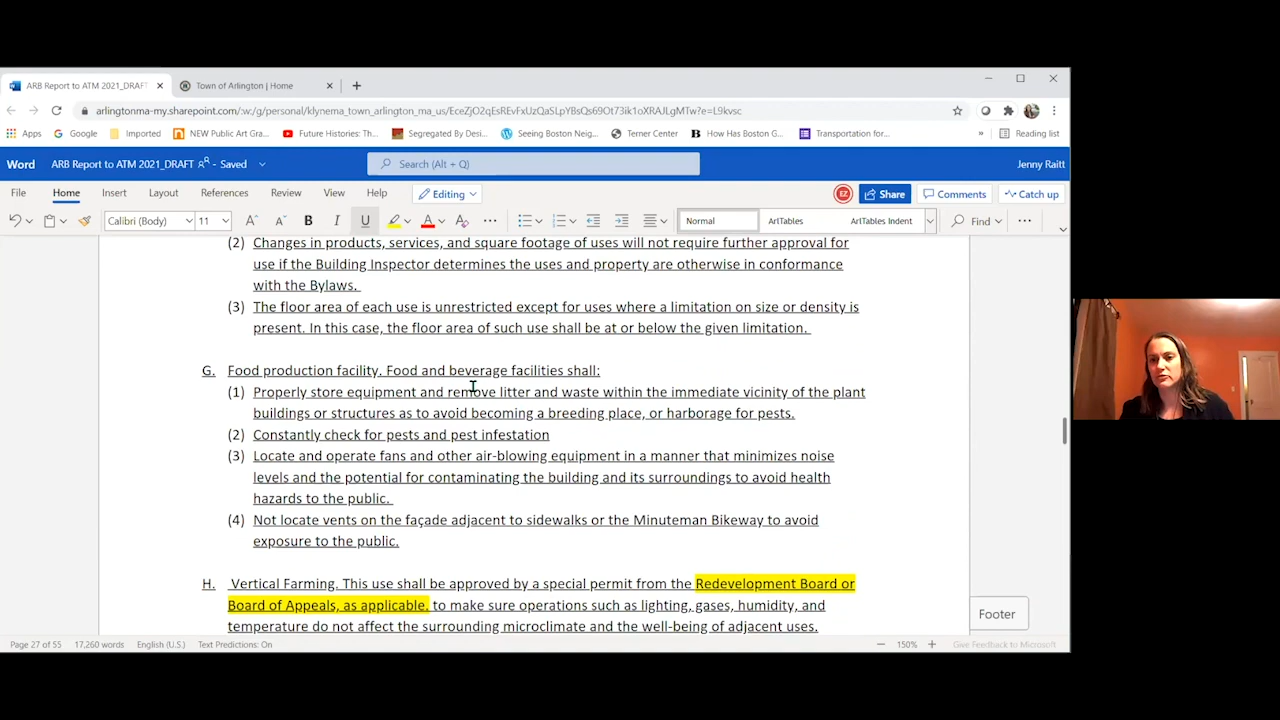 ARB Report to ATM 2021_DRAFT
Town of Arlington | Home
arlingtonma-my.sharepoint.com/:w:/g/personal/klynema_town_arlington_ma_us/EceZjO2qEsREvFxUzQaSLpYBsQs69Ot73ik1oXRAJLgMTw?e=L9kvsc
Apps Google Imported NEW Public Art Gra... Future Histories: Th... Segregated By Desi... Seeing Boston Neig... Terner Center How Has Boston G... Transportation for... » Reading list
Word ARB Report to ATM 2021_DRAFT - Saved Search (Alt + Q) Jenny Raitt
File Home Insert Layout References Review View Help Editing EZ Share Comments Catch up
Calibri (Body) 11 B I U Normal ArtTables ArtTables Indent Find
(2) Changes in products, services, and square footage of uses will not require further approval for
use if the Building Inspector determines the uses and property are otherwise in conformance
with the Bylaws.
(3) The floor area of each use is unrestricted except for uses where a limitation on size or density is
present. In this case, the floor area of such use shall be at or below the given limitation.
G. Food production facility. Food and beverage facilities shall:
(1) Properly store equipment and remove litter and waste within the immediate vicinity of the plant
buildings or structures as to avoid becoming a breeding place, or harborage for pests.
(2) Constantly check for pests and pest infestation
(3) Locate and operate fans and other air-blowing equipment in a manner that minimizes noise
levels and the potential for contaminating the building and its surroundings to avoid health
hazards to the public.
(4) Not locate vents on the façade adjacent to sidewalks or the Minuteman Bikeway to avoid
exposure to the public.
H. Vertical Farming. This use shall be approved by a special permit from the Redevelopment Board or
Board of Appeals, as applicable, to make sure operations such as lighting, gases, humidity, and
temperature do not affect the surrounding microclimate and the well-being of adjacent uses.
Footer
Page 27 of 55 17,260 words English (U.S.) Text Predictions: On 150% Give Feedback to Microsoft